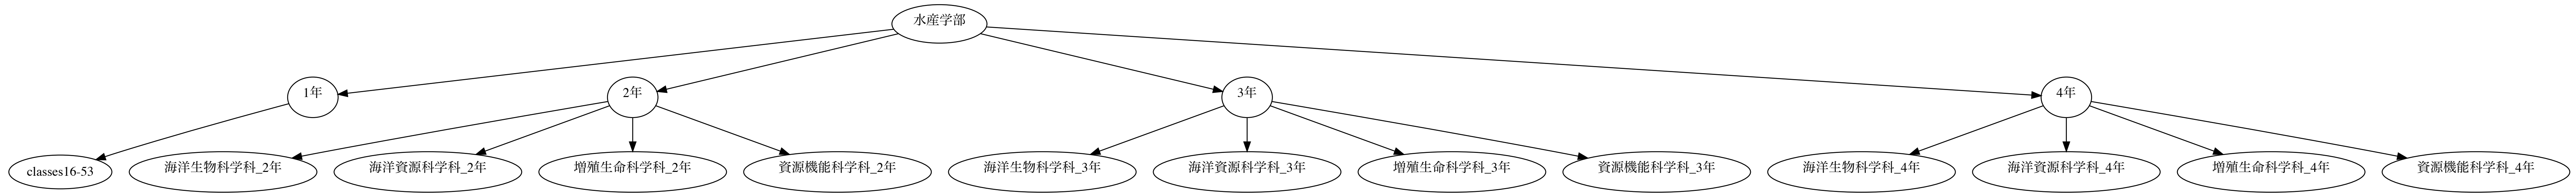 水産学部
1年
2年
3年
4年
classes16-53
海洋生物科学科_2年
海洋資源科学科_2年
増殖生命科学科_2年
資源機能科学科_2年
海洋生物科学科_3年
海洋資源科学科_3年
増殖生命科学科_3年
資源機能科学科_3年
海洋生物科学科_4年
海洋資源科学科_4年
増殖生命科学科_4年
資源機能科学科_4年